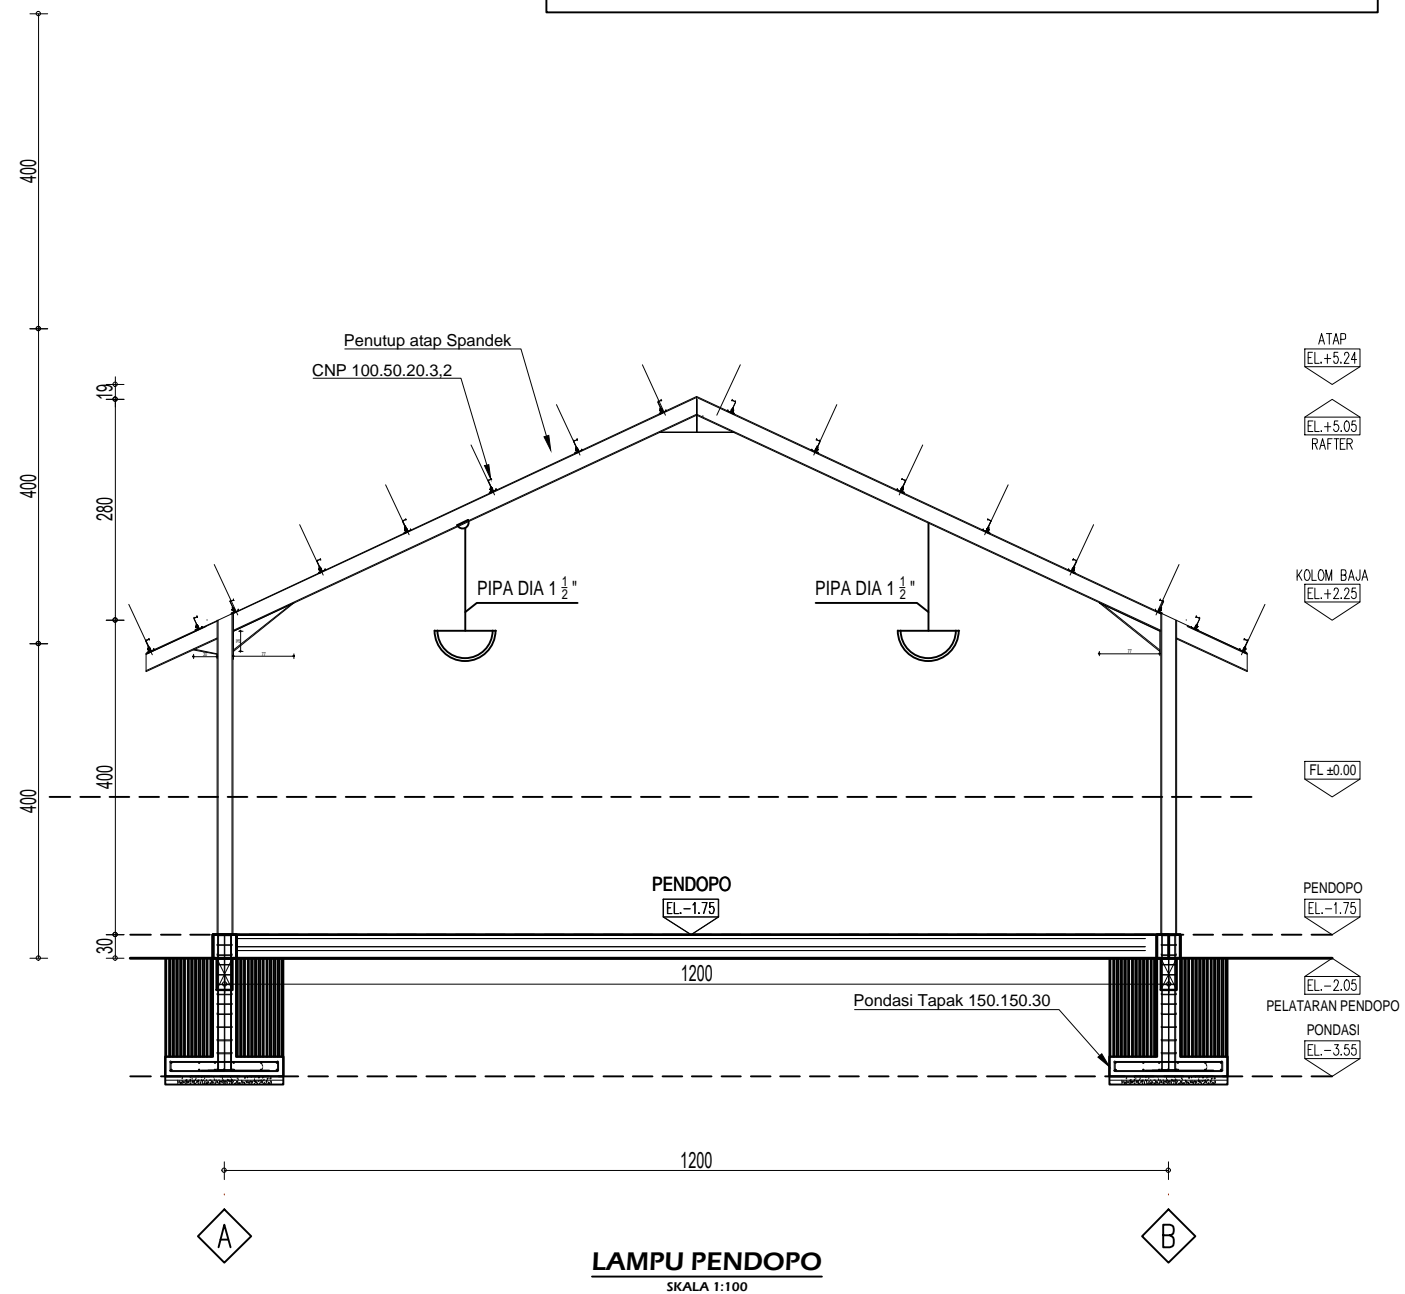 400
400
400
19
280
400
30
Penutup atap Spandek
CNP 100.50.20.3,2
PIPA DIA 1 1/2"
PIPA DIA 1 1/2"
ATAP
EL.+5.24
EL.+5.05
RAFTER
KOLOM BAJA
EL.+2.25
FL ±0.00
PENDOPO
EL.-1.75
PENDOPO
EL.-1.75
1200
EL.-2.05
PELATARAN PENDOPO
Pondasi Tapak 150.150.30
PONDASI
EL.-3.55
1200
A
B
LAMPU PENDOPO
SKALA 1:100